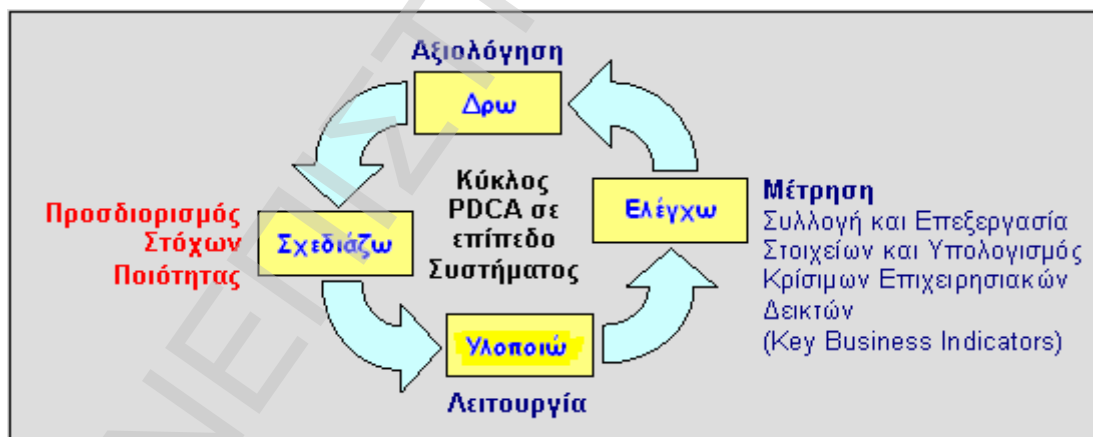 Αξιολόγηση
Δρω
Προσδιορισμός
Στόχων
Ποιότητας
Σχεδιάζω
Κύκλος
PDCA σε
επίπεδο
Συστήματος
Ελέγχω
Μέτρηση
Συλλογή και Επεξεργασία
Στοιχείων και Υπολογισμός
Κρίσιμων Επιχειρησιακών
Δεικτών
(Key Business Indicators)
Υλοποιώ
Λειτουργία